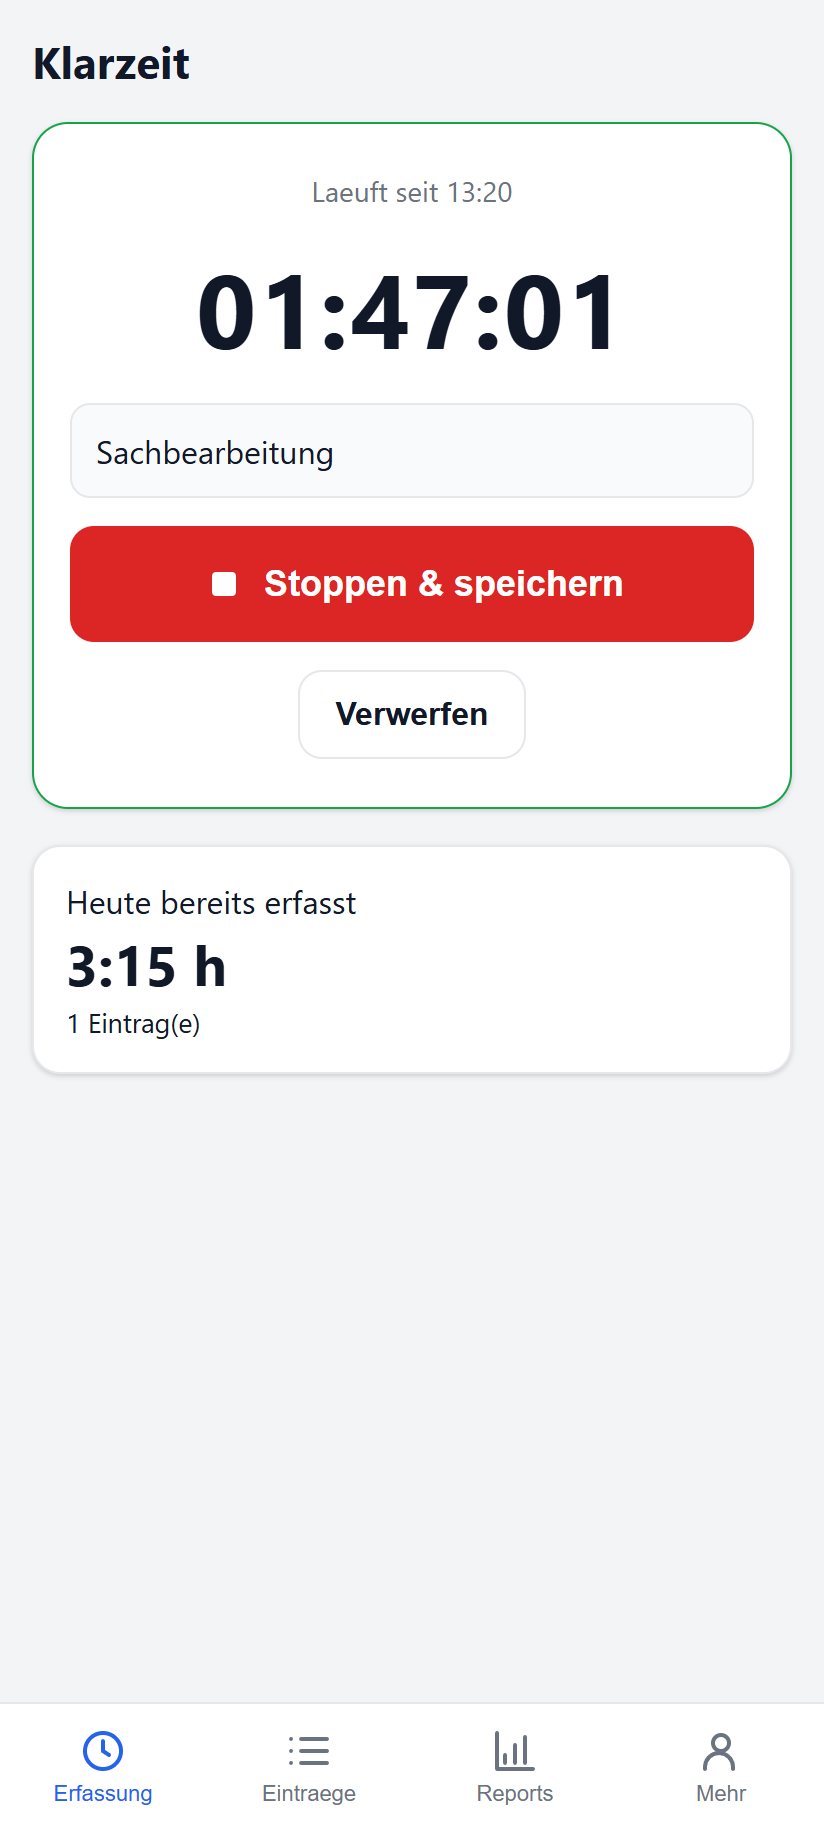 Klarzeit
Laeuft seit 13:20
01:47:01
Sachbearbeitung
Stoppen & speichern
Verwerfen
Heute bereits erfasst
3:15 h
1 Eintrag(e)
Erfassung
Eintraege
Reports
Mehr